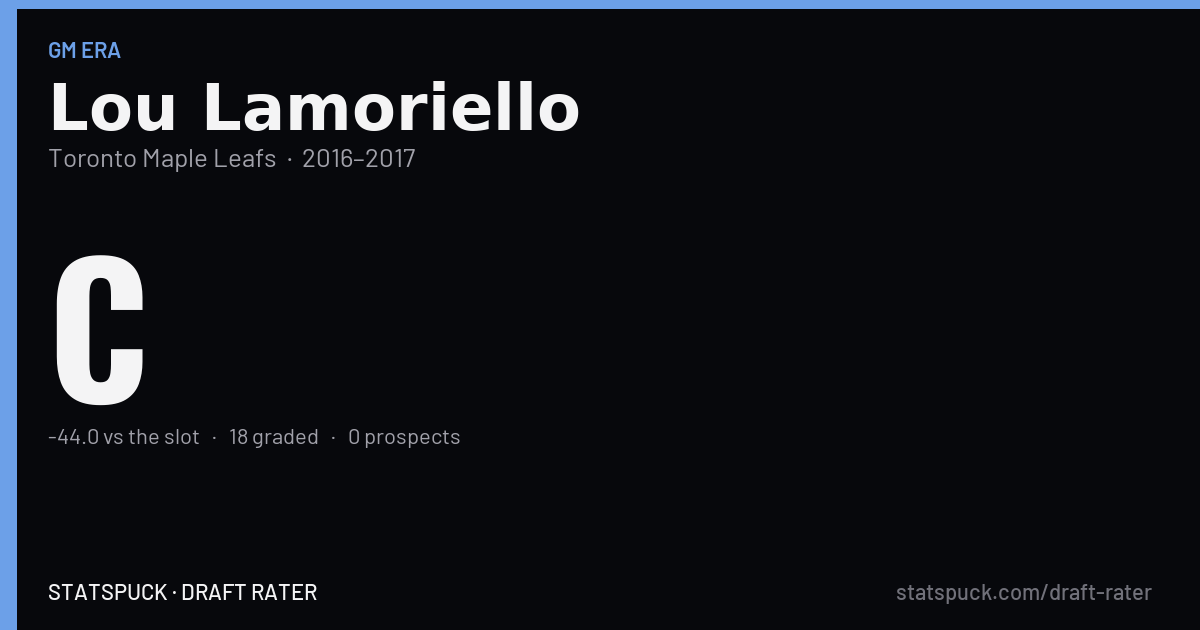 GM ERA
Lou Lamoriello
Toronto Maple Leafs · 2016–2017
C
-44.0 vs the slot · 18 graded · 0 prospects
STATSPUCK · DRAFT RATER
statspuck.com/draft-rater